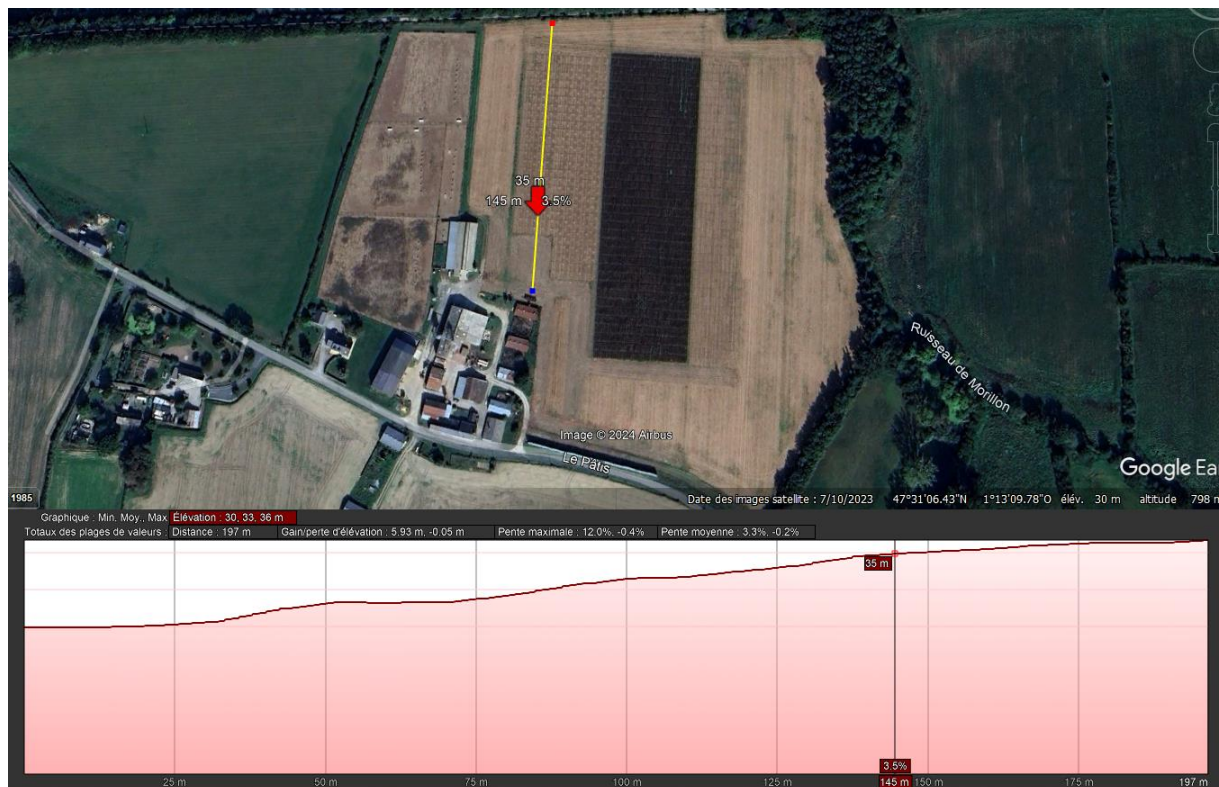 35 m
145 m 3.5%
Ruisseau de Morillon
Image © 2024 Airbus
Le Pâtis
Google Ea
1985
Date des images satellite : 7/10/2023 47°31'06.43"N 1°13'09.78"O élév. 30 m altitude 798 m
Graphique : Min. Moy., Max. Élévation : 30, 33, 36 m
Totaux des plages de valeurs : Distance : 197 m Gain/perte d'élévation : 5.93 m, -0.05 m Pente maximale : 12.0%, -0.4% Pente moyenne : 3.3%, -0.2%
35 m
3.5%
25 m 50 m 75 m 100 m 125 m 145 m 150 m 175 m 197 m